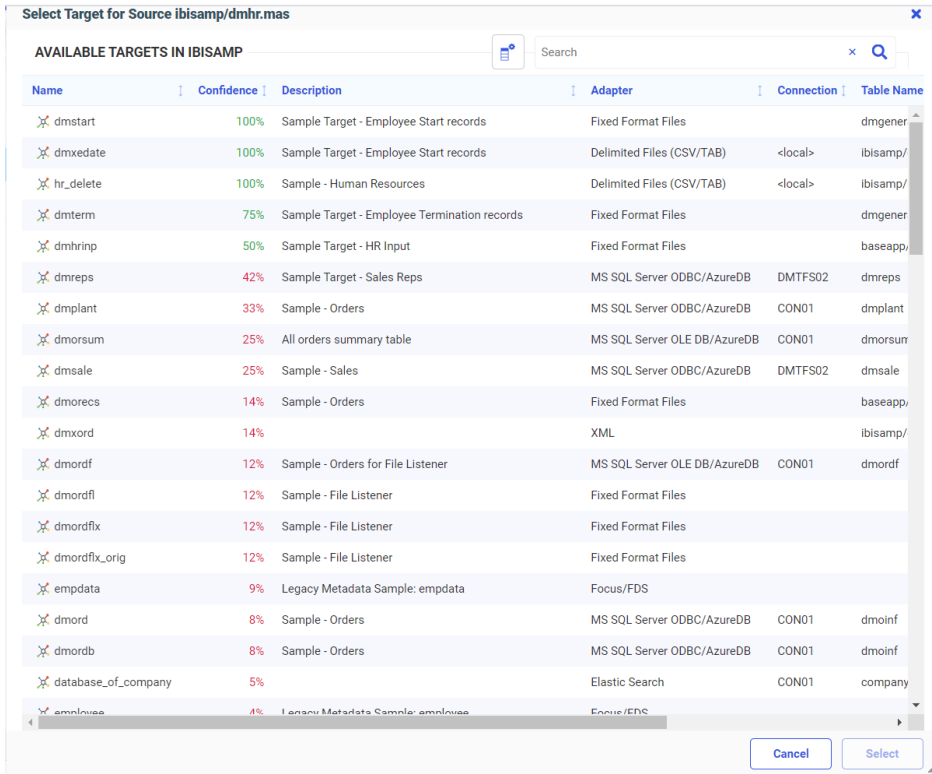 Select Target for Source ibisamp/dmhr.mas
AVAILABLE TARGETS IN IBISAMP Search
Name Confidence Description Adapter Connection Table Name
dmstart 100% Sample Target - Employee Start records Fixed Format Files dmgener
dmxedate 100% Sample Target - Employee Start records Delimited Files (CSV/TAB) <local> ibisamp/
hr_delete 100% Sample - Human Resources Delimited Files (CSV/TAB) <local> ibisamp/
dmterm 75% Sample Target - Employee Termination records Fixed Format Files dmgener
dmhrinp 50% Sample Target - HR Input Fixed Format Files baseapp/
dmreps 42% Sample Target - Sales Reps MS SQL Server ODBC/AzureDB DMTFS02 dmreps
dmplant 33% Sample - Orders MS SQL Server ODBC/AzureDB CON01 dmplant
dmorsum 25% All orders summary table MS SQL Server OLE DB/AzureDB CON01 dmorsum
dmsale 25% Sample - Sales MS SQL Server ODBC/AzureDB DMTFS02 dmsale
dmorecs 14% Sample - Orders Fixed Format Files baseapp/
dmxord 14% XML ibisamp/
dmordf 12% Sample - Orders for File Listener MS SQL Server OLE DB/AzureDB CON01 dmordf
dmordfl 12% Sample - File Listener Fixed Format Files
dmordflx 12% Sample - File Listener Fixed Format Files
dmordflx_orig 12% Sample - File Listener Fixed Format Files
empdata 9% Legacy Metadata Sample: empdata Focus/FDS
dmord 8% Sample - Orders MS SQL Server ODBC/AzureDB CON01 dmoinf
dmordb 8% Sample - Orders MS SQL Server ODBC/AzureDB CON01 dmoinf
database_of_company 5% Elastic Search CON01 company
employee 4% Legacy Metadata Sample: employee Focus/FDS
Cancel Select